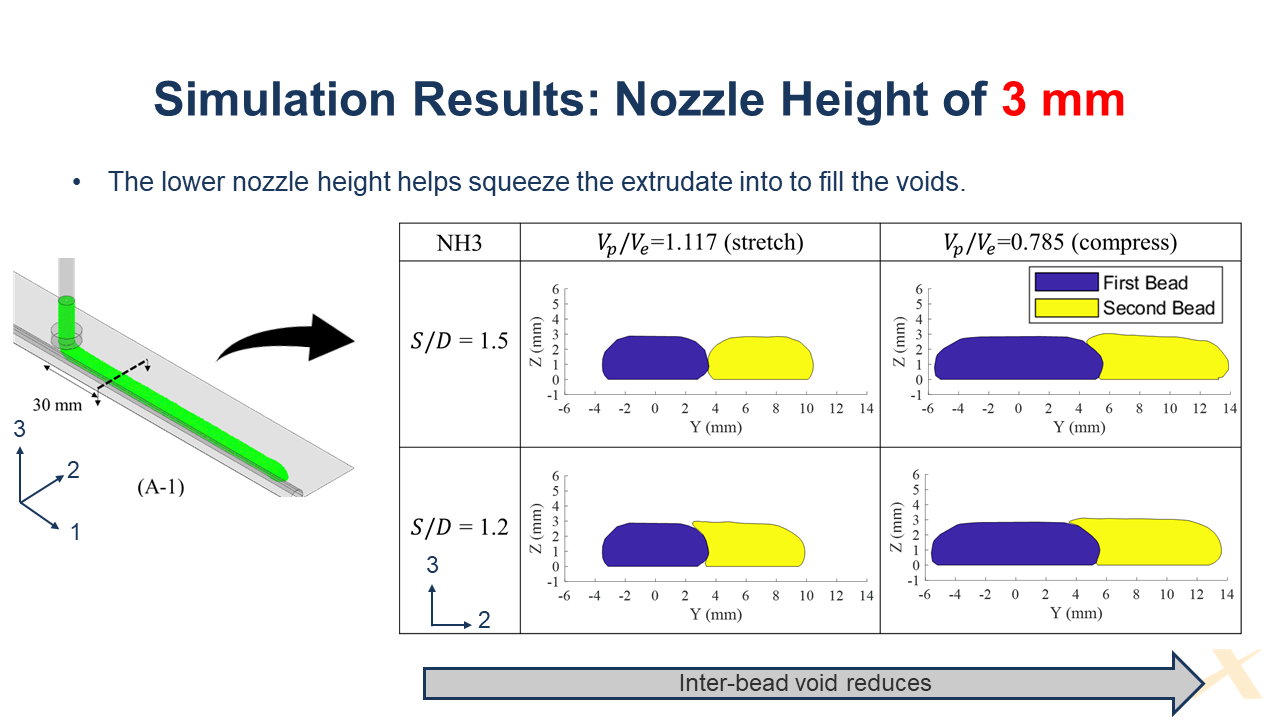 Simulation Results: Nozzle Height of 3 mm
• The lower nozzle height helps squeeze the extrudate into to fill the voids.
30 mm
3
2
1
(A-1)
NH3
Vp/Ve=1.117 (stretch)
Vp/Ve=0.785 (compress)
S/D = 1.5
6
5
4
3
2
1
0
-1
Z (mm)
-6 -4 -2 0 2 4 6 8 10 12 14
Y (mm)
First Bead
Second Bead
6
5
4
3
2
1
0
-1
Z (mm)
-6 -4 -2 0 2 4 6 8 10 12 14
Y (mm)
S/D = 1.2
3
2
6
5
4
3
2
1
0
-1
Z (mm)
-6 -4 -2 0 2 4 6 8 10 12 14
Y (mm)
6
5
4
3
2
1
0
-1
Z (mm)
-6 -4 -2 0 2 4 6 8 10 12 14
Y (mm)
Inter-bead void reduces